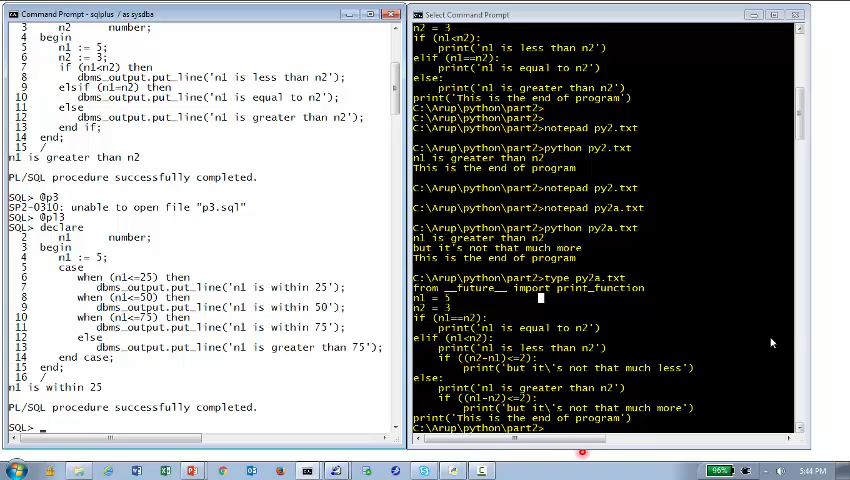 Command Prompt - sqlplus / as sysdba
3      n2      number;
4  begin
5      n1 := 5;
6      n2 := 3;
7      if (n1<n2) then
8          dbms_output.put_line('n1 is less than n2');
9      elsif (n1=n2) then
10         dbms_output.put_line('n1 is equal to n2');
11     else
12         dbms_output.put_line('n1 is greater than n2');
13     end if;
14  end;
15  /
n1 is greater than n2
PL/SQL procedure successfully completed.
SQL> @p3
SP2-0310: unable to open file "p3.sql"
SQL> @pl3
SQL> declare
2      n1      number;
3  begin
4      n1 := 5;
5      case
6          when (n1<=25) then
7              dbms_output.put_line('n1 is within 25');
8          when (n1<=50) then
9              dbms_output.put_line('n1 is within 50');
10         when (n1<=75) then
11             dbms_output.put_line('n1 is within 75');
12         else
13             dbms_output.put_line('n1 is greater than 75');
14     end case;
15  end;
16  /
n1 is within 25
PL/SQL procedure successfully completed.
SQL> _
Select Command Prompt
n2 = 3
if (n1<n2):
    print('n1 is less than n2')
elif (n1==n2):
    print('n1 is equal to n2')
else:
    print('n1 is greater than n2')
print('This is the end of program')
C:\Arup\python\part2>
C:\Arup\python\part2>
C:\Arup\python\part2>notepad py2.txt
C:\Arup\python\part2>python py2.txt
n1 is greater than n2
This is the end of program
C:\Arup\python\part2>notepad py2.txt
C:\Arup\python\part2>notepad py2a.txt
C:\Arup\python\part2>python py2a.txt
n1 is greater than n2
but it's not that much more
This is the end of program
C:\Arup\python\part2>type py2a.txt
from __future__ import print_function
n1 = 5
n2 = 3
if (n1==n2):
    print('n1 is equal to n2')
elif (n1<n2):
    print('n1 is less than n2')
    if ((n2-n1)<=2):
        print('but it\'s not that much less')
else:
    print('n1 is greater than n2')
    if ((n1-n2)<=2):
        print('but it\'s not that much more')
print('This is the end of program')
C:\Arup\python\part2>
96%
5:44 PM